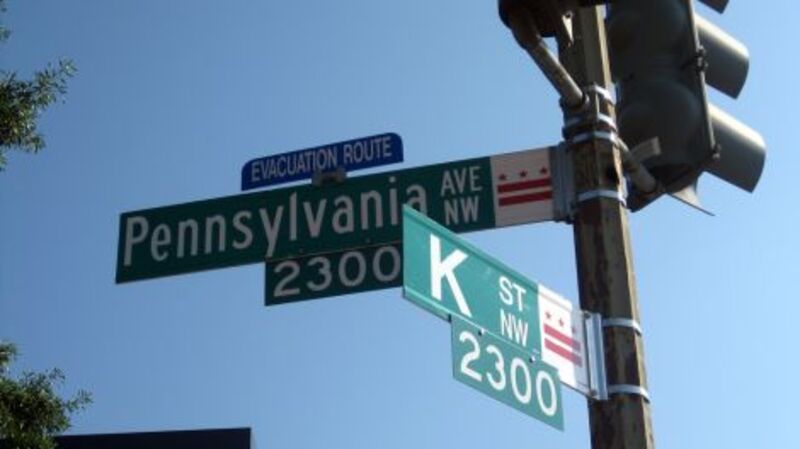 EVACUATION ROUTE
Pennsylvania AVE NW
2300
K ST NW
2300